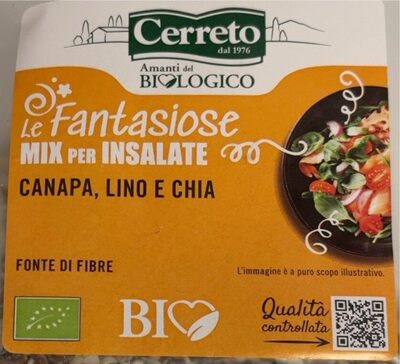 Cerreto
dal 1976
Amanti del
BIOLOGICO
Le Fantasiose
MIX PER INSALATE
CANAPA, LINO E CHIA
FONTE DI FIBRE
L'immagine è a puro scopo illustrativo.
BIO
Qualità
controllata